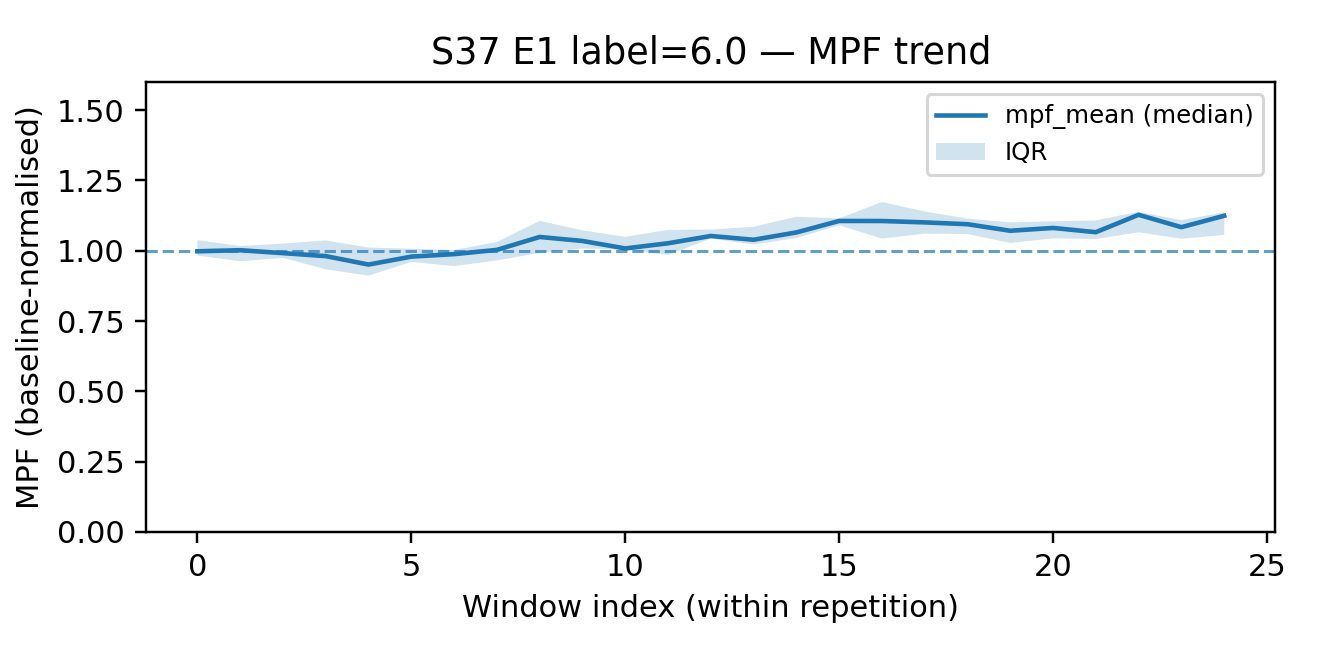 S37 E1 label=6.0 — MPF trend
mpf_mean (median)
IQR
MPF (baseline-normalised)
1.50
1.25
1.00
0.75
0.50
0.25
0.00
0 5 10 15 20 25
Window index (within repetition)